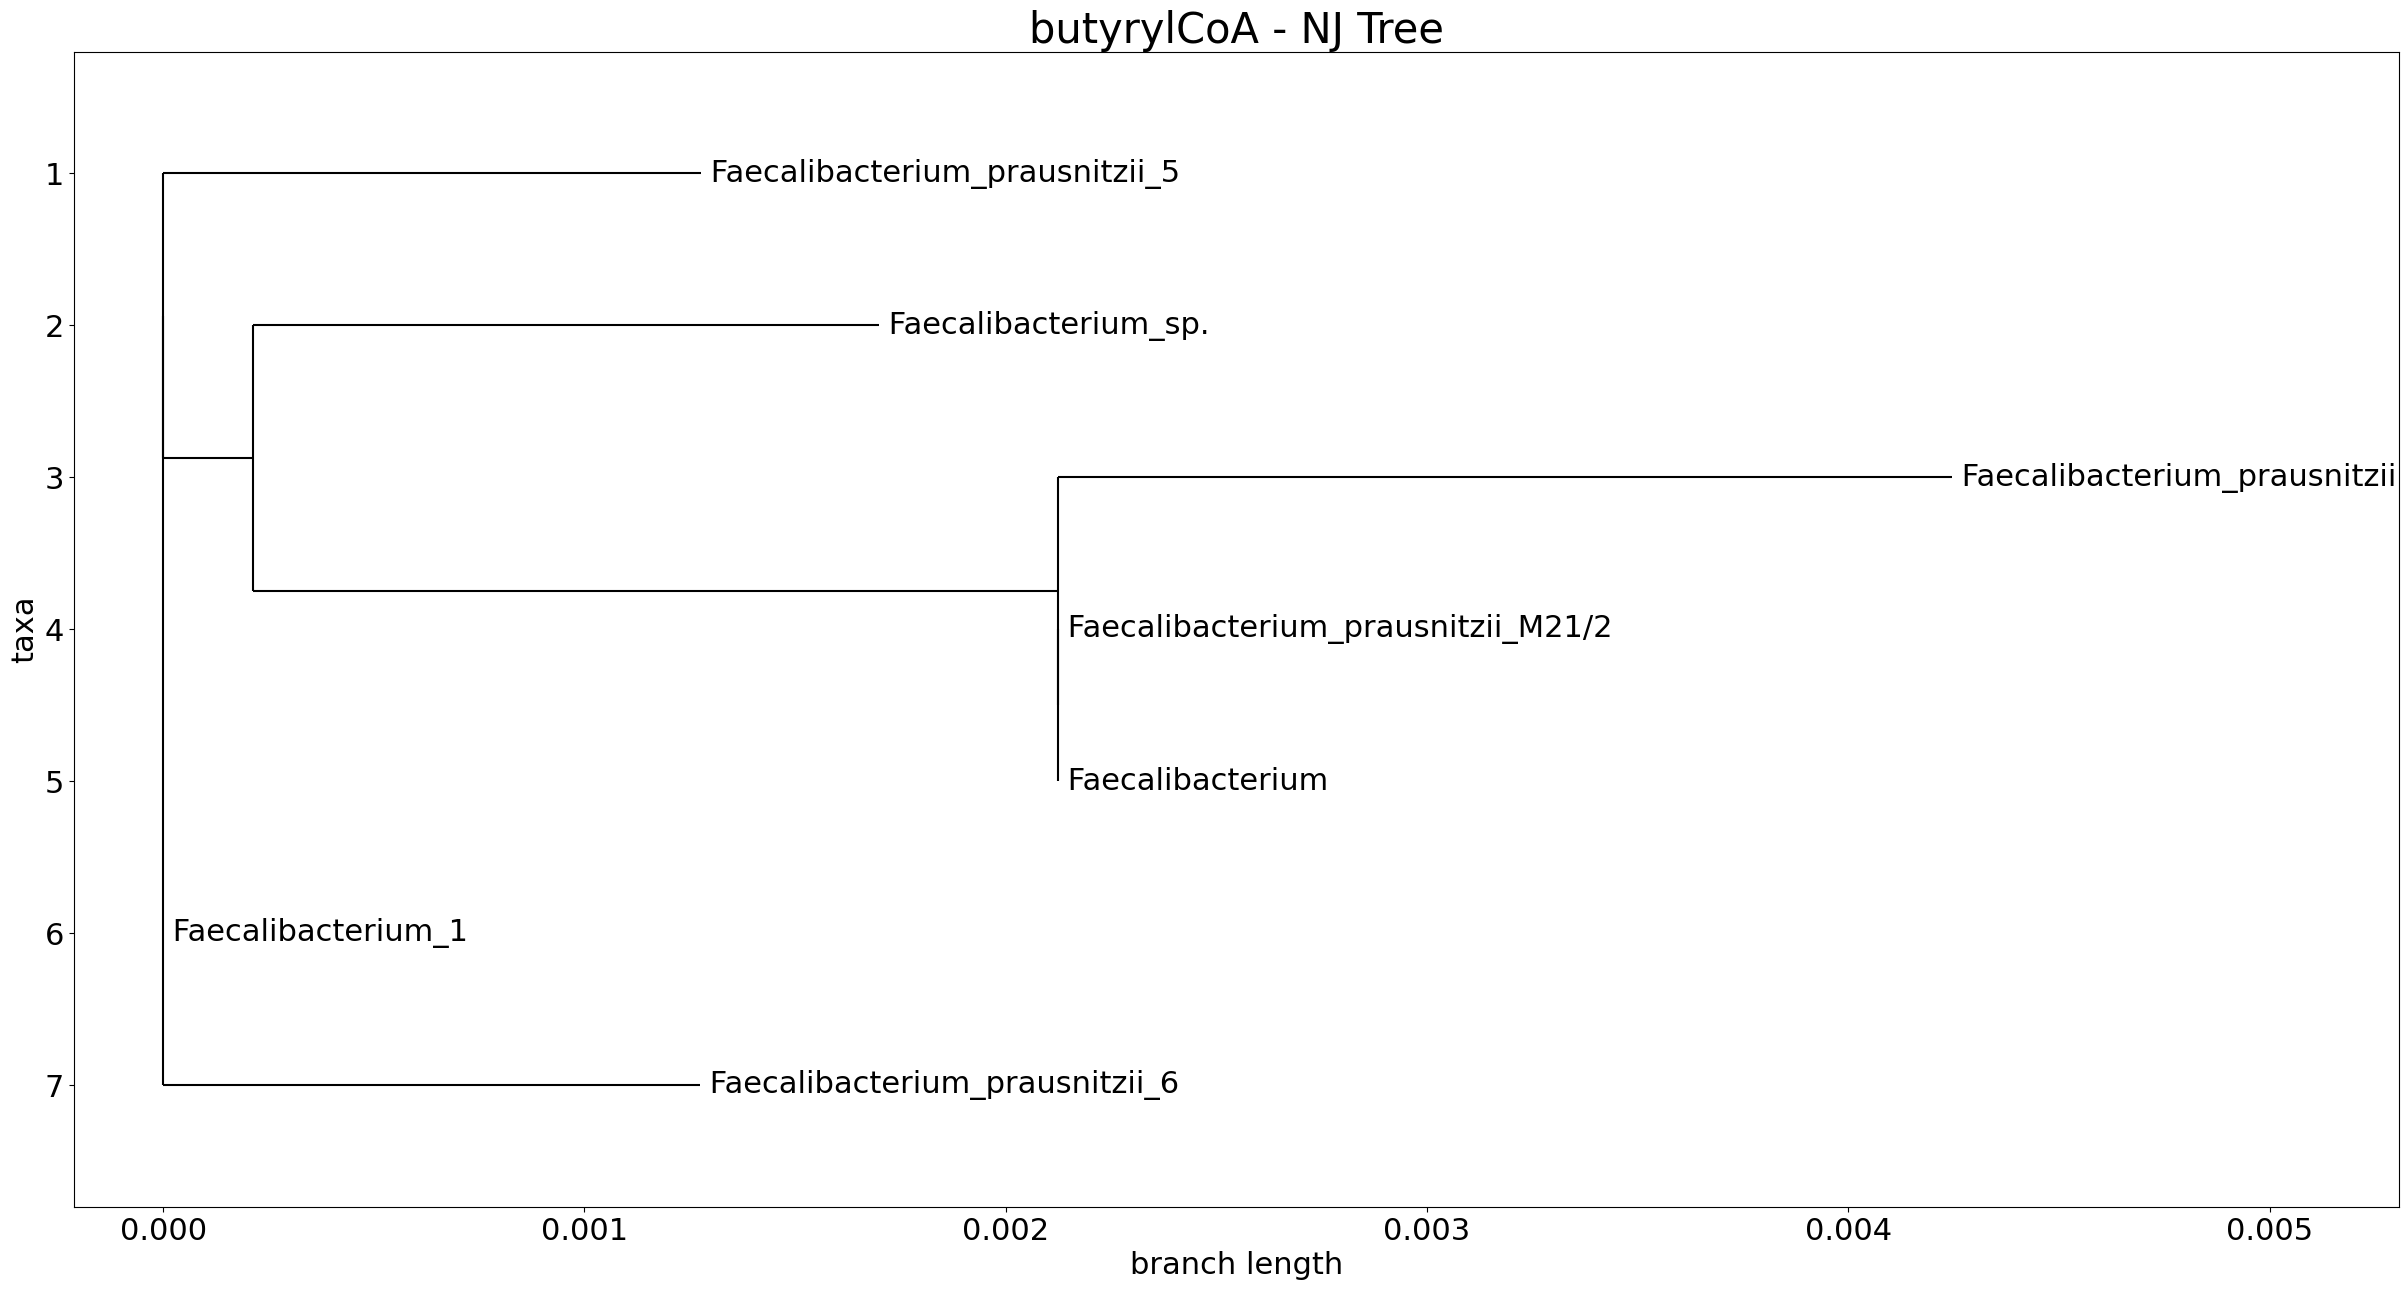 butyrylCoA - NJ Tree
1
Faecalibacterium_prausnitzii_5
2
Faecalibacterium_sp.
3
Faecalibacterium_prausnitzii
taxa
4
Faecalibacterium_prausnitzii_M21/2
5
Faecalibacterium
6
Faecalibacterium_1
7
Faecalibacterium_prausnitzii_6
0.000 0.001 0.002 0.003 0.004 0.005
branch length